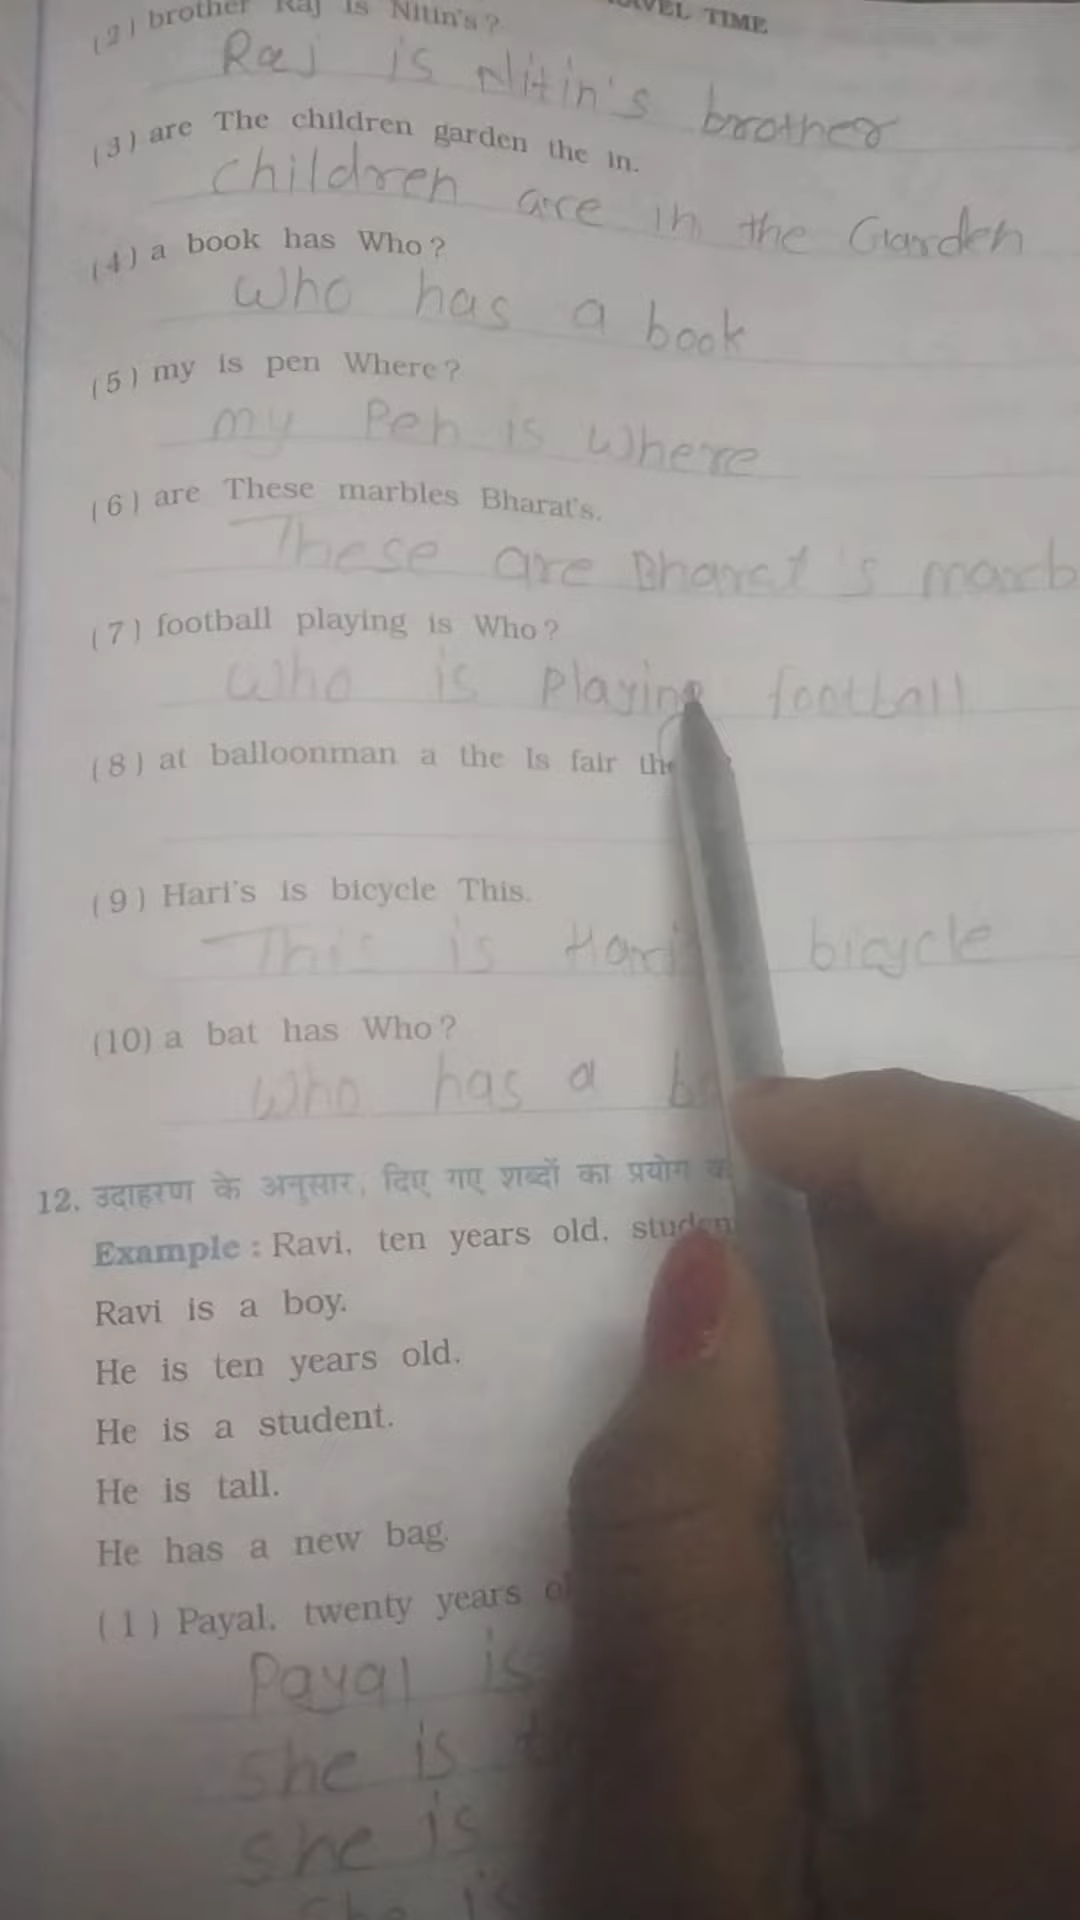 TIME
(2) brother Raj is Nitin's?
Raj is Nitin's brother
(3) are The children garden the in.
children are in the Garden
(4) a book has Who?
Who has a book
(5) my is pen Where?
my Pen is where
(6) are These marbles Bharat's.
These are Bharat's marb
(7) football playing is Who?
Who is playing football
(8) at balloonman a the Is fair
(9) Hari's is bicycle This.
This is Hari bicycle
(10) a bat has Who?
Who has a
12. उदाहरण के अनुसार, दिए गए शब्दों का प्रयोग
Example : Ravi, ten years old, studen
Ravi is a boy.
He is ten years old.
He is a student.
He is tall.
He has a new bag.
(1) Payal, twenty years
Payal is
she is
she is
she is